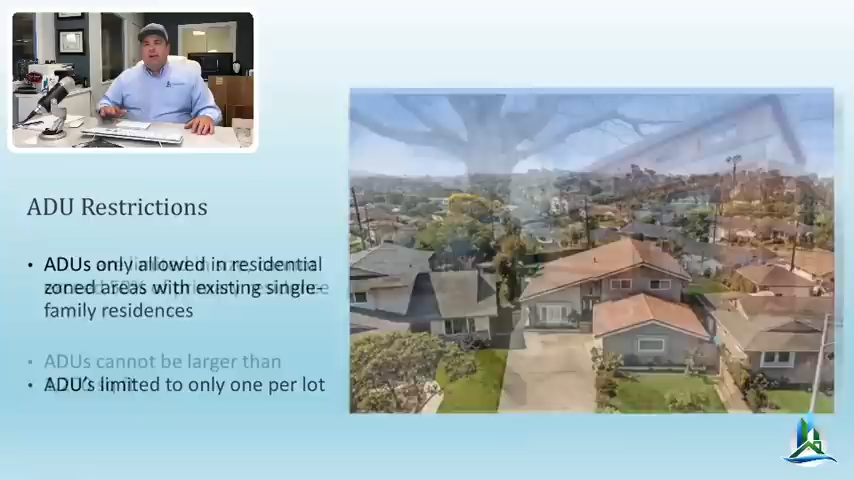 ADU Restrictions
• ADUs only allowed in residential
zoned areas with existing single-
family residences
• ADUs cannot be larger than
• ADU's limited to only one per lot